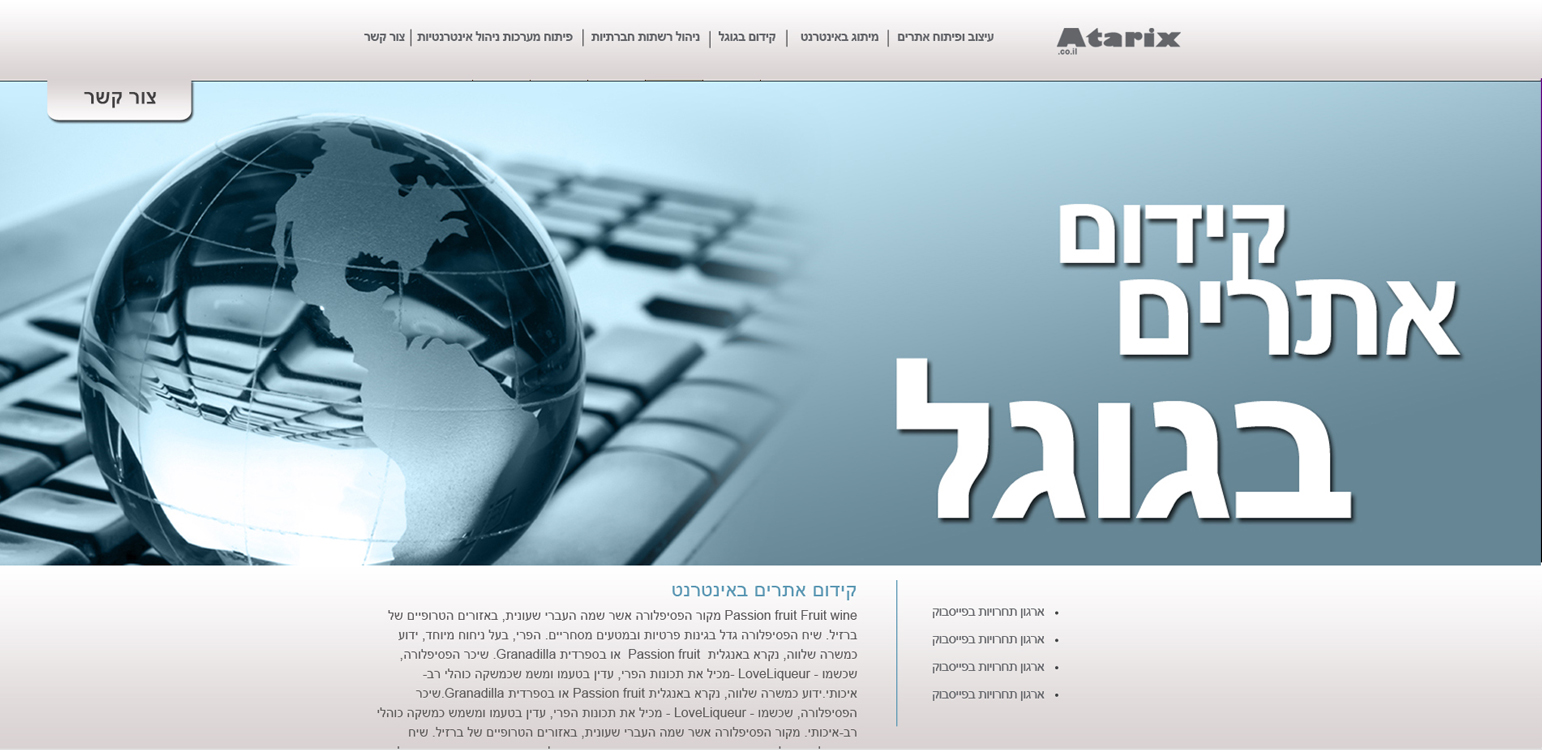 Atarix
.co.il
עיצוב ופיתוח אתרים | מיתוג באינטרנט | קידום בגוגל | ניהול רשתות חברתיות | פיתוח מערכות ניהול אינטרנטיות | צור קשר
צור קשר
קידום
אתרים
בגוגל
ארגון תחרויות בפייסבוק
ארגון תחרויות בפייסבוק
ארגון תחרויות בפייסבוק
ארגון תחרויות בפייסבוק
קידום אתרים באינטרנט
Passion fruit Fruit wine מקור הפסיפלורה אשר שמה העברי שעונית, באזורים הטרופיים של
ברזיל. שיח הפסיפלורה גדל בגינות פרטיות ובמטעים מסחריים. הפרי, בעל ניחוח מיוחד, ידוע
כמשרה שלווה, נקרא באנגלית Passion fruit או בספרדית Granadilla. שיכר הפסיפלורה,
שכשמו - LoveLiqueur -מכיל את תכונות הפרי, עדין בטעמו ומשמ שכמשקה כוהלי רב-
איכותי.ידוע כמשרה שלווה, נקרא באנגלית Passion fruit או בספרדית Granadilla.שיכר
הפסיפלורה, שכשמו - LoveLiqueur - מכיל את תכונות הפרי, עדין בטעמו ומשמש כמשקה כוהלי
רב-איכותי. מקור הפסיפלורה אשר שמה העברי שעונית, באזורים הטרופיים של ברזיל. שיח